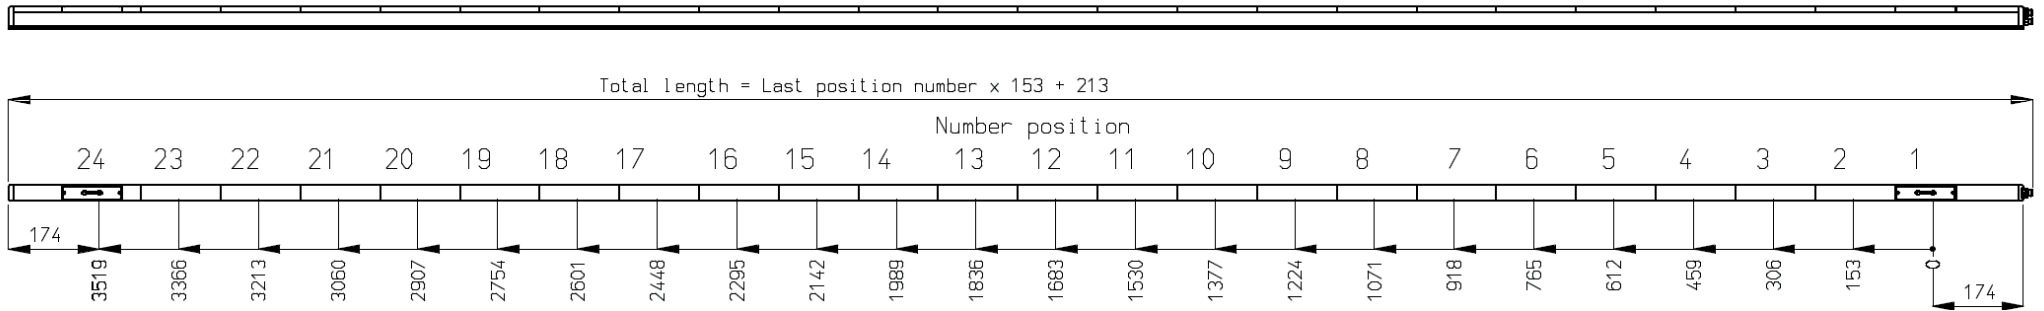 Total length = Last position number x 153 + 213
Number position
24 23 22 21 20 19 18 17 16 15 14 13 12 11 10 9 8 7 6 5 4 3 2 1
174
3519 3366 3213 3060 2907 2754 2601 2448 2295 2142 1989 1836 1683 1530 1377 1224 1071 918 765 612 459 306 153 0
174